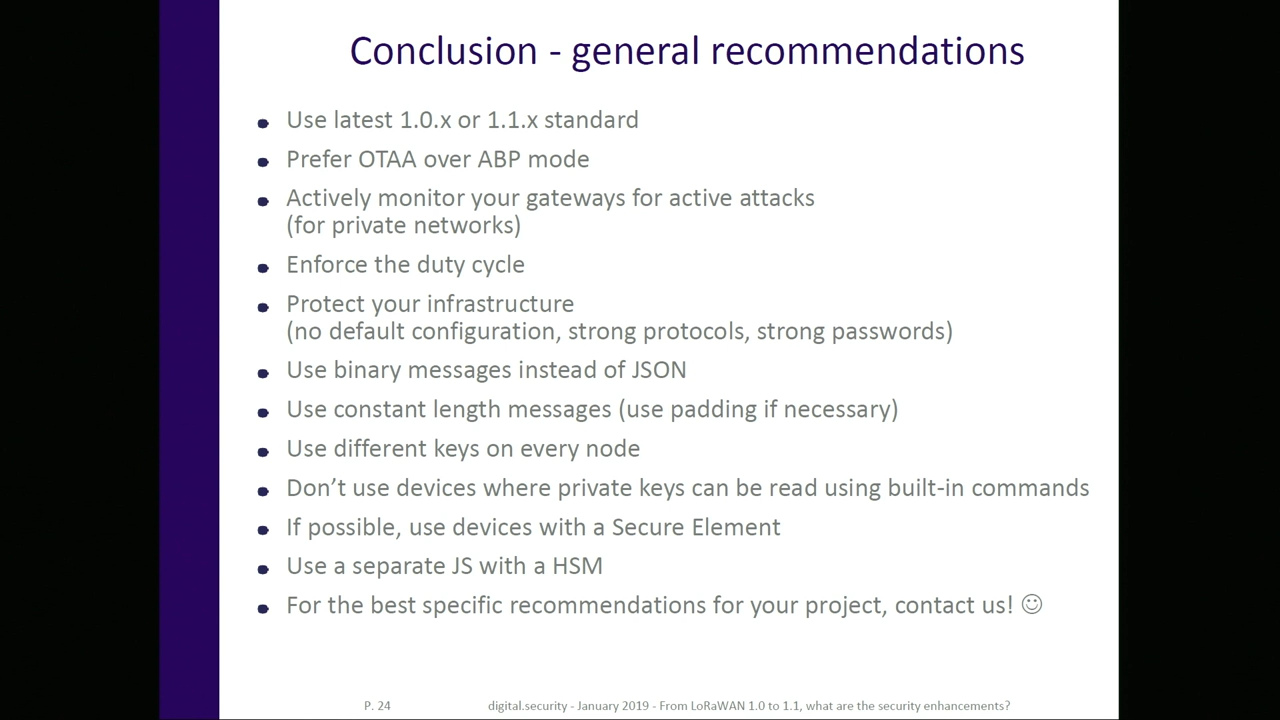 Conclusion - general recommendations
Use latest 1.0.x or 1.1.x standard
Prefer OTAA over ABP mode
Actively monitor your gateways for active attacks
(for private networks)
Enforce the duty cycle
Protect your infrastructure
(no default configuration, strong protocols, strong passwords)
Use binary messages instead of JSON
Use constant length messages (use padding if necessary)
Use different keys on every node
Don’t use devices where private keys can be read using built-in commands
If possible, use devices with a Secure Element
Use a separate JS with a HSM
For the best specific recommendations for your project, contact us! ☺
P. 24 digital.security - January 2019 - From LoRaWAN 1.0 to 1.1, what are the security enhancements?